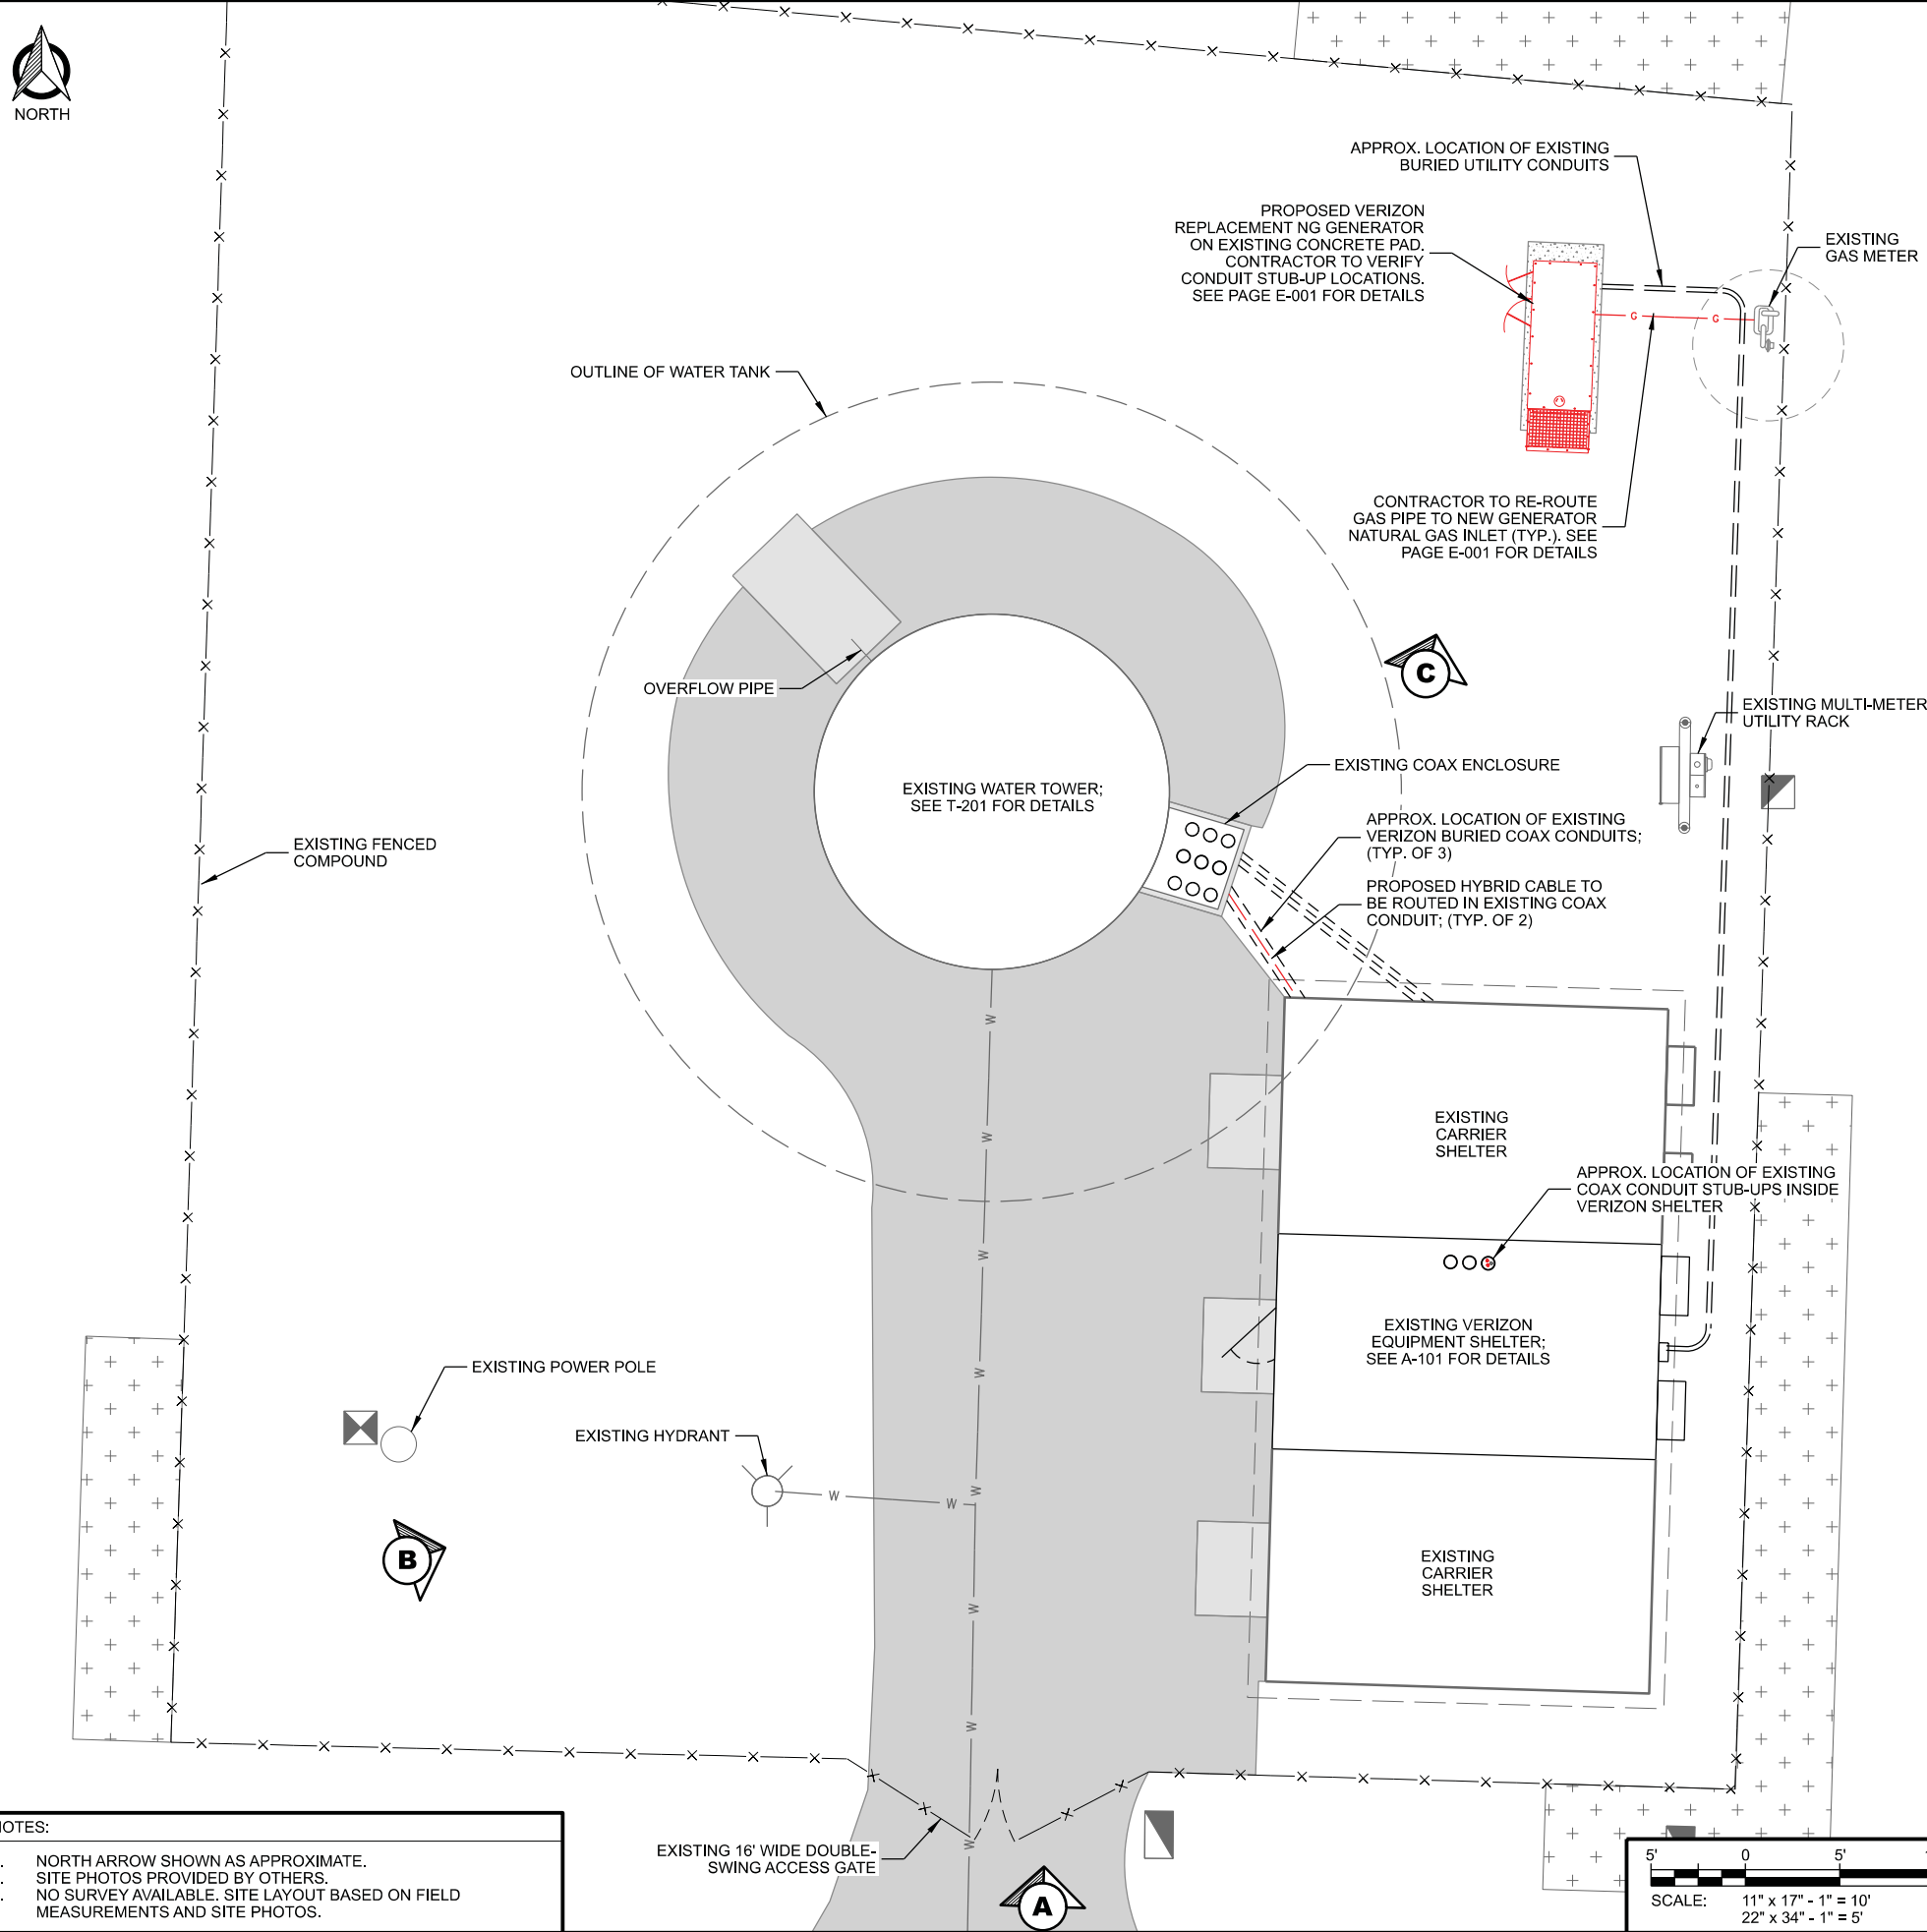 NORTH
APPROX. LOCATION OF EXISTING
BURIED UTILITY CONDUITS
PROPOSED VERIZON
REPLACEMENT NG GENERATOR
ON EXISTING CONCRETE PAD.
CONTRACTOR TO VERIFY
CONDUIT STUB-UP LOCATIONS.
SEE PAGE E-001 FOR DETAILS
EXISTING
GAS METER
G
G
OUTLINE OF WATER TANK
CONTRACTOR TO RE-ROUTE
GAS PIPE TO NEW GENERATOR
NATURAL GAS INLET (TYP.). SEE
PAGE E-001 FOR DETAILS
C
OVERFLOW PIPE
EXISTING MULTI-METER
UTILITY RACK
EXISTING COAX ENCLOSURE
EXISTING WATER TOWER;
SEE T-201 FOR DETAILS
APPROX. LOCATION OF EXISTING
VERIZON BURIED COAX CONDUITS;
(TYP. OF 3)
EXISTING FENCED
COMPOUND
PROPOSED HYBRID CABLE TO
BE ROUTED IN EXISTING COAX
CONDUIT; (TYP. OF 2)
W
W
EXISTING
CARRIER
SHELTER
APPROX. LOCATION OF EXISTING
COAX CONDUIT STUB-UPS INSIDE
VERIZON SHELTER
W
EXISTING VERIZON
EQUIPMENT SHELTER;
SEE A-101 FOR DETAILS
EXISTING POWER POLE
W
EXISTING HYDRANT
W
W
W
B
EXISTING
CARRIER
SHELTER
W
W
NOTES:
NORTH ARROW SHOWN AS APPROXIMATE.
SITE PHOTOS PROVIDED BY OTHERS.
NO SURVEY AVAILABLE. SITE LAYOUT BASED ON FIELD
MEASUREMENTS AND SITE PHOTOS.
EXISTING 16' WIDE DOUBLE-
SWING ACCESS GATE
W
A
5' 0 5'
SCALE: 11" x 17" - 1" = 10'
22" x 34" - 1" = 5'